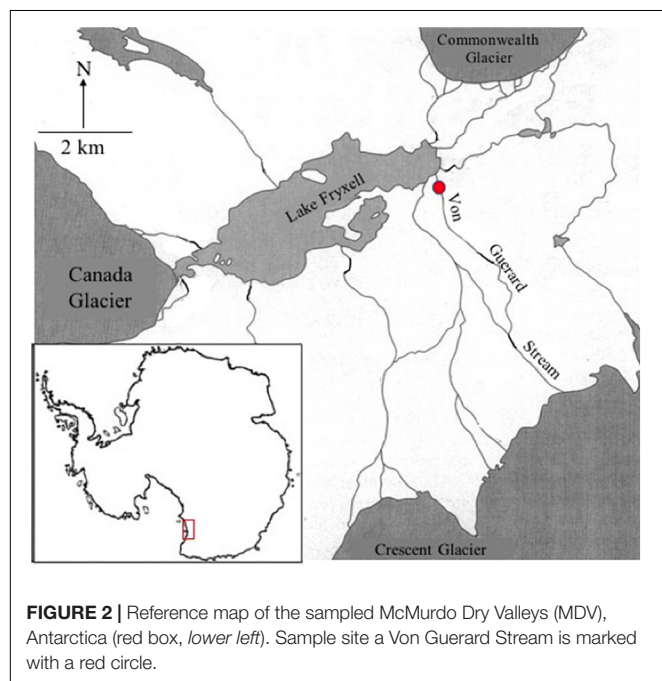 Commonwealth
Glacier
N
2 km
Lake Fryxell
Von
Guerard
Stream
Canada
Glacier
Crescent Glacier
FIGURE 2 | Reference map of the sampled McMurdo Dry Valleys (MDV),
Antarctica (red box, lower left). Sample site a Von Guerard Stream is marked
with a red circle.